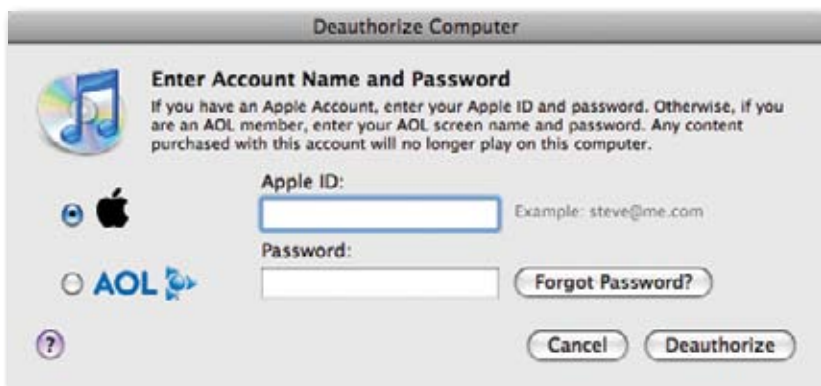 Deauthorize Computer
Enter Account Name and Password
If you have an Apple Account, enter your Apple ID and password. Otherwise, if you
are an AOL member, enter your AOL screen name and password. Any content
purchased with this account will no longer play on this computer.
Apple ID:
Example: steve@me.com
Password:
AOL
Forgot Password?
?
Cancel
Deauthorize